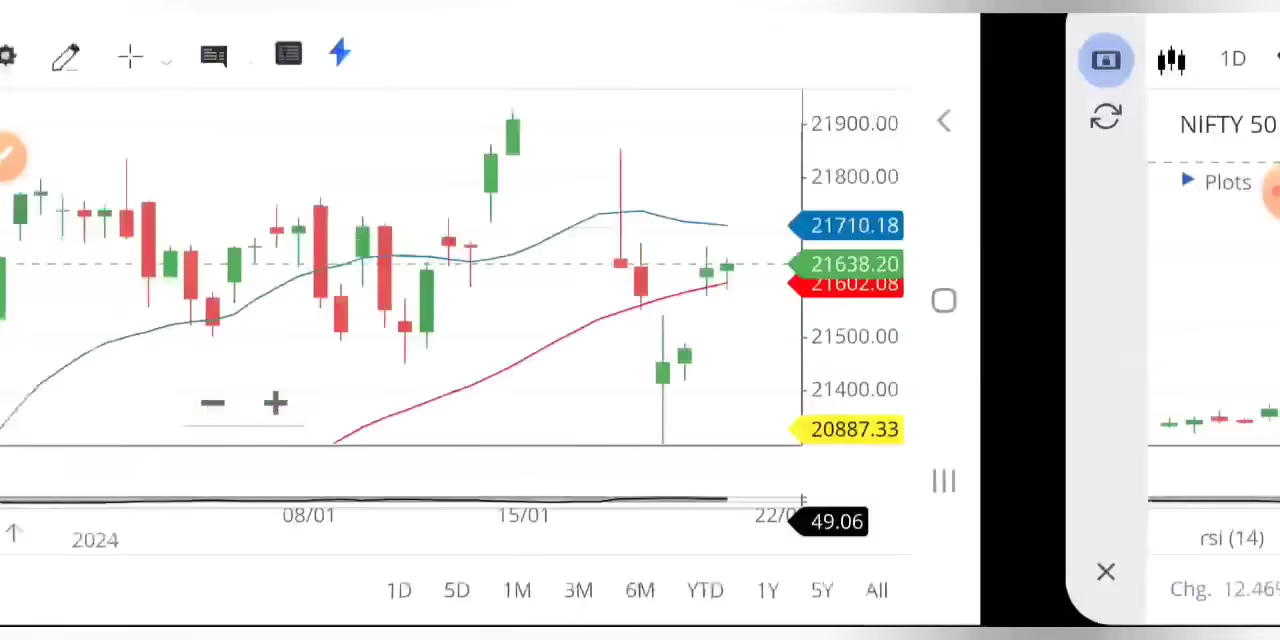 21900.00
21800.00
21710.18
21638.20
21602.08
21500.00
21400.00
20887.33
08/01
15/01
22/0
49.06
2024
1D 5D 1M 3M 6M YTD 1Y 5Y All
1D
NIFTY 50
Plots
rsi (14)
Chg. 12.46%